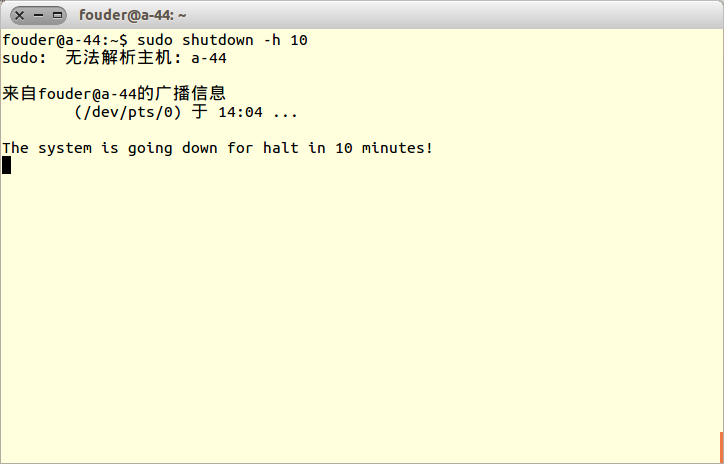 fouder@a-44: ~
fouder@a-44:~$ sudo shutdown -h 10
sudo： 无法解析主机：a-44
来自fouder@a-44的广播信息
(/dev/pts/0) 于 14:04 ...
The system is going down for halt in 10 minutes!